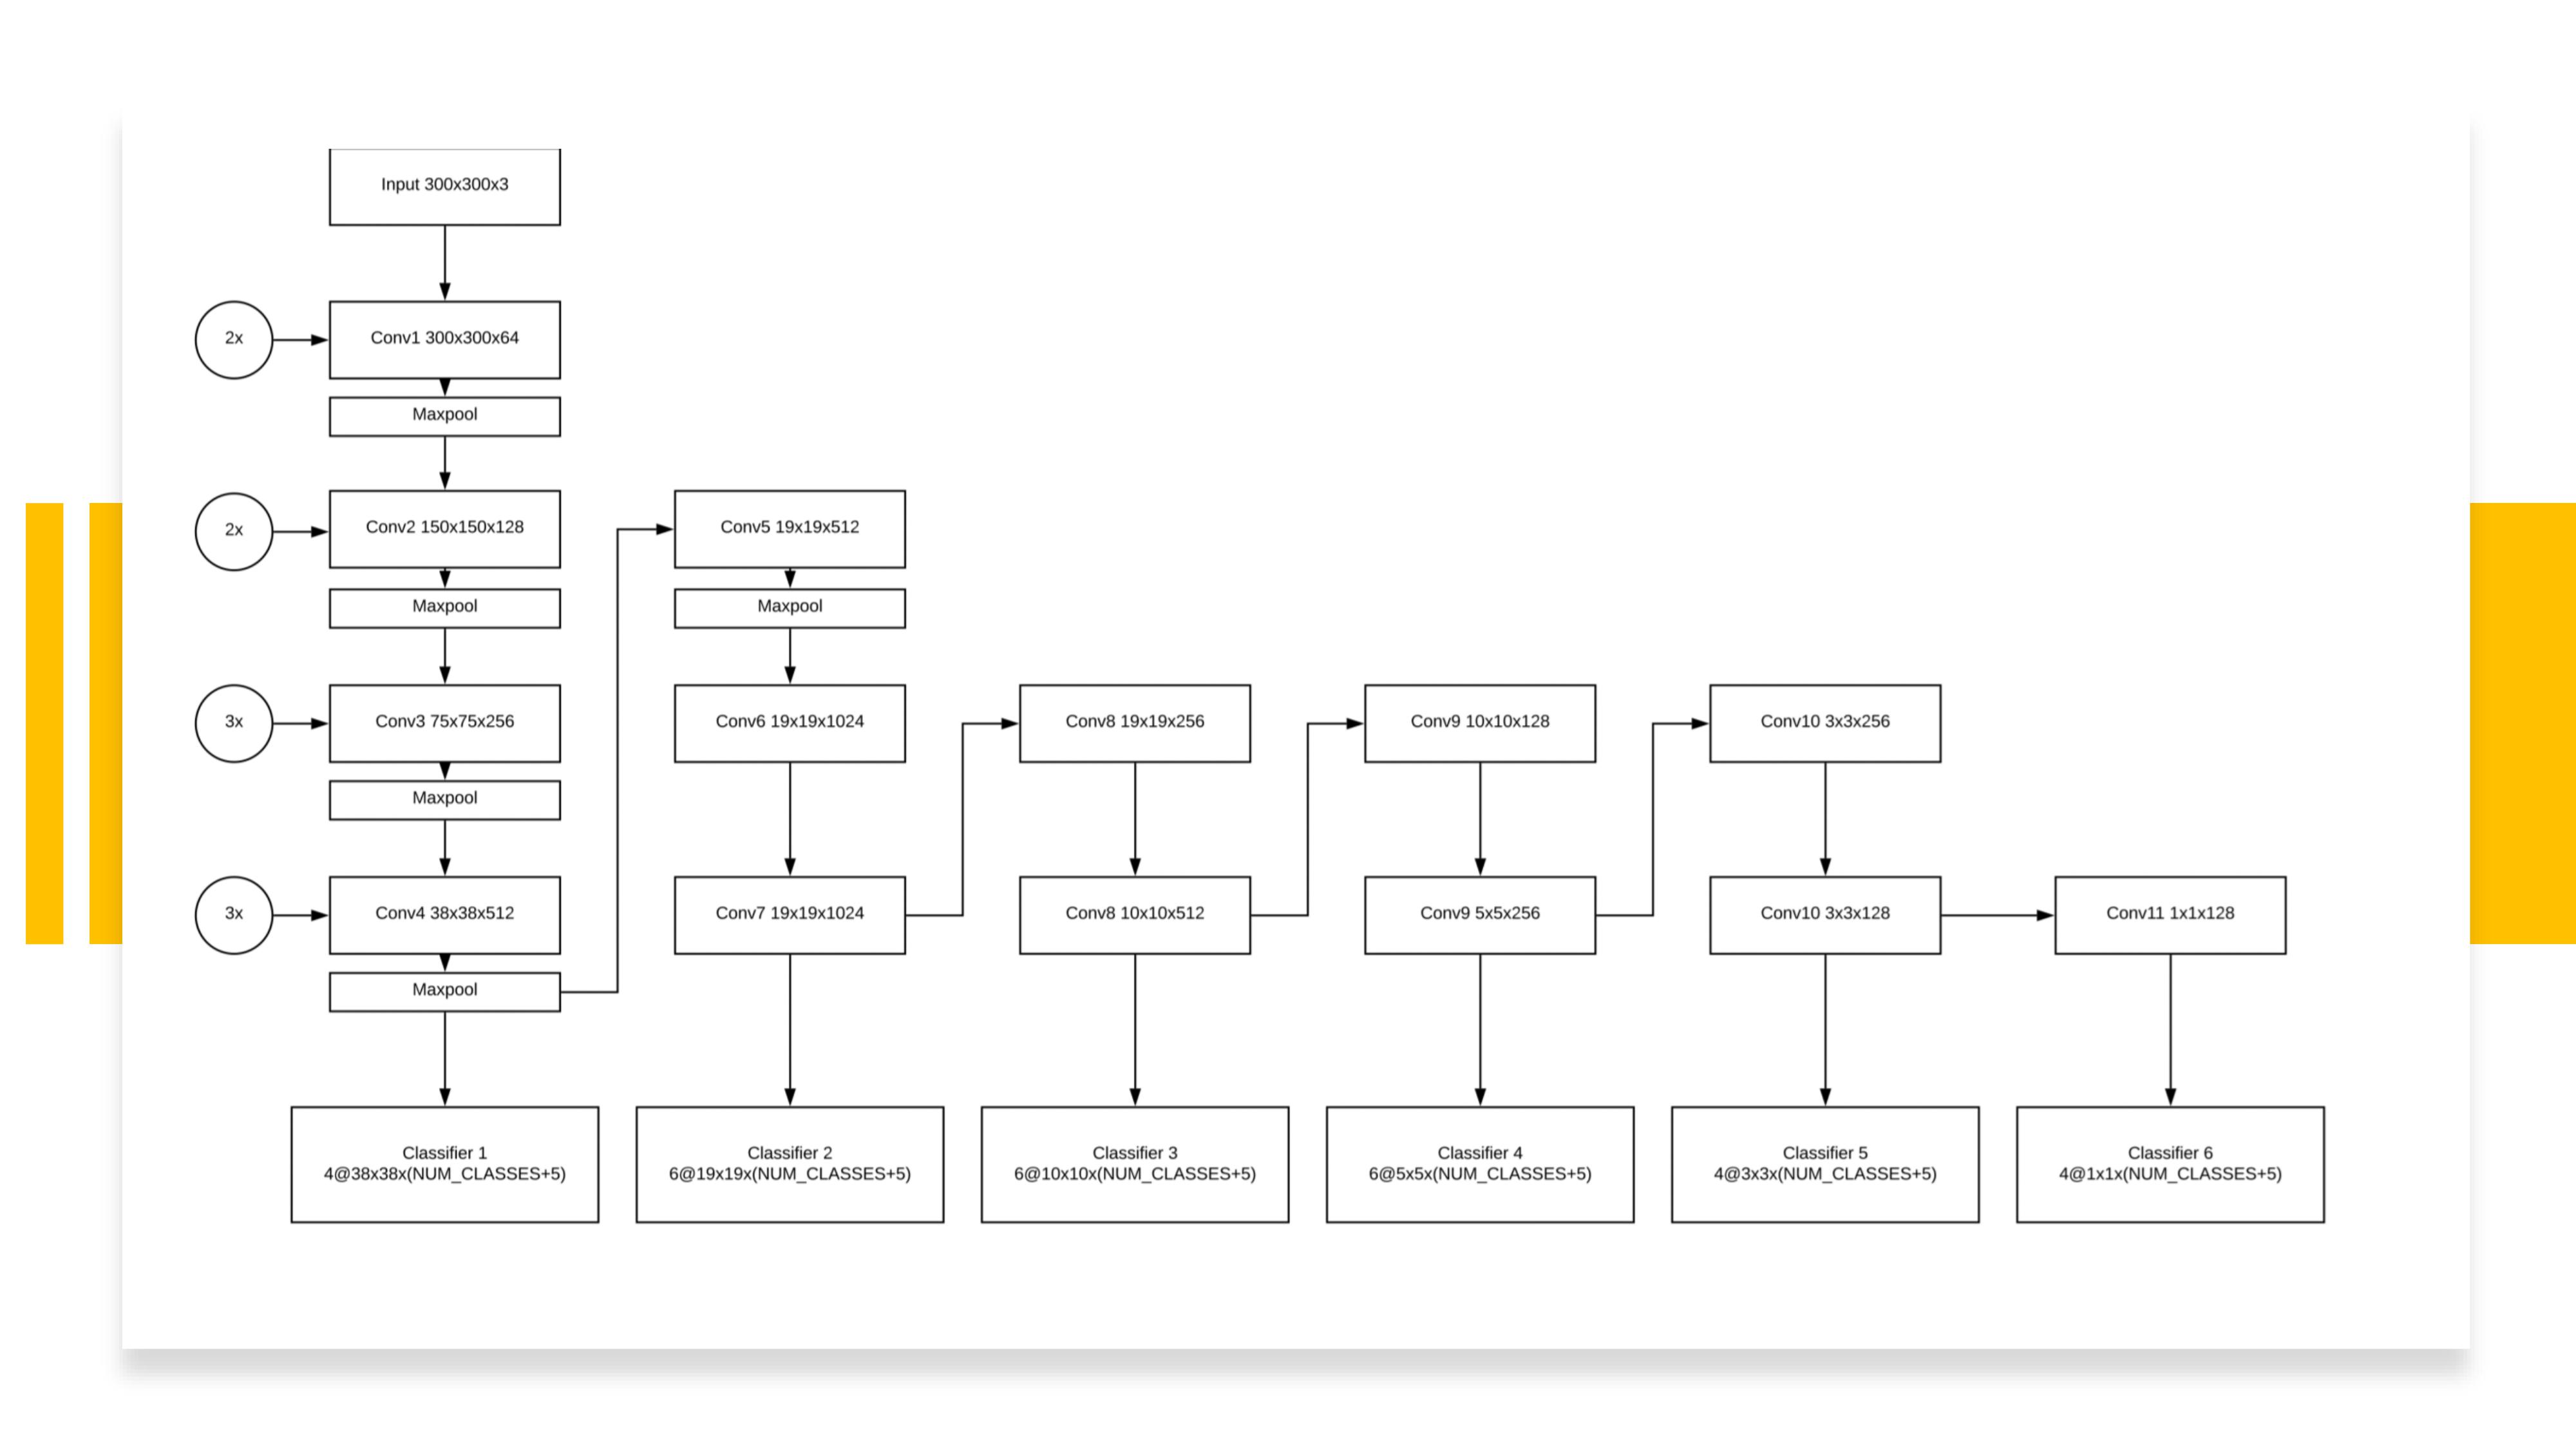 Input 300x300x3
2x
Conv1 300x300x64
Maxpool
2x
Conv2 150x150x128
Maxpool
3x
Conv3 75x75x256
Maxpool
3x
Conv4 38x38x512
Maxpool
Conv5 19x19x512
Maxpool
Conv6 19x19x1024
Conv7 19x19x1024
Conv8 19x19x256
Conv8 10x10x512
Conv9 10x10x128
Conv9 5x5x256
Conv10 3x3x256
Conv10 3x3x128
Conv11 1x1x128
Classifier 1
4@38x38x(NUM_CLASSES+5)
Classifier 2
6@19x19x(NUM_CLASSES+5)
Classifier 3
6@10x10x(NUM_CLASSES+5)
Classifier 4
6@5x5x(NUM_CLASSES+5)
Classifier 5
4@3x3x(NUM_CLASSES+5)
Classifier 6
4@1x1x(NUM_CLASSES+5)